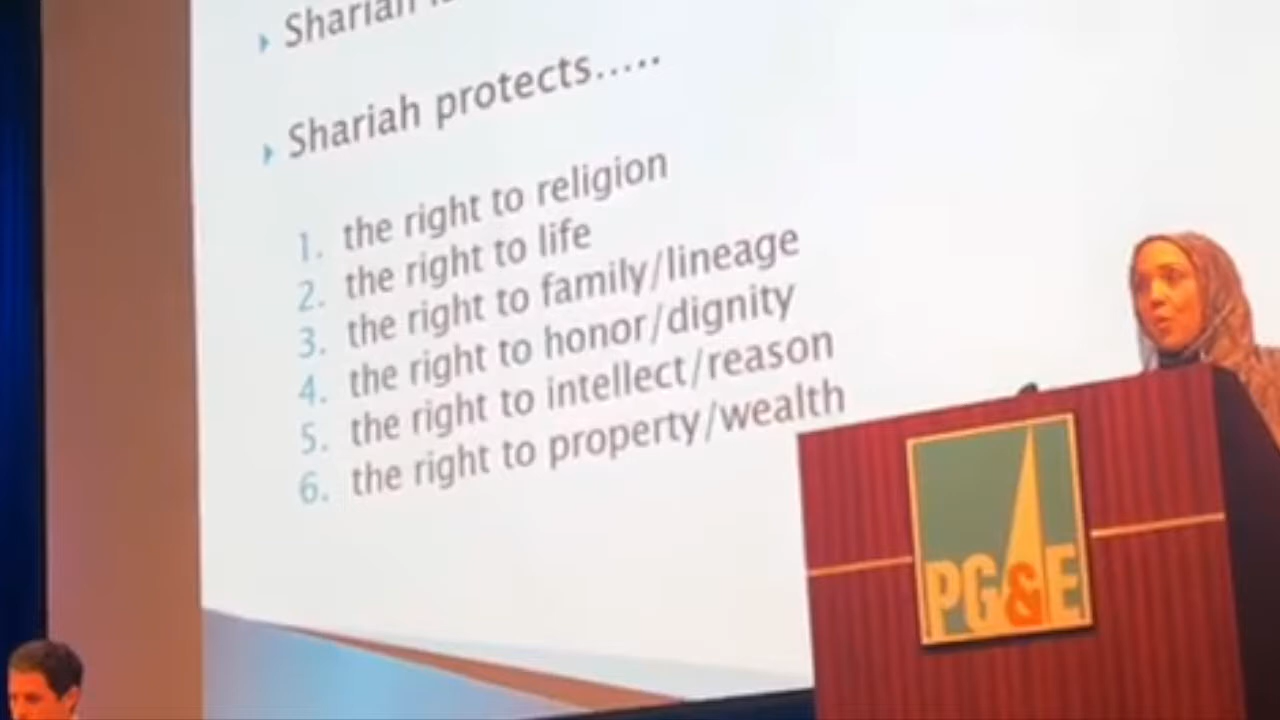 Shariah
Shariah protects.....
1. the right to religion
2. the right to life
3. the right to family/lineage
4. the right to honor/dignity
5. the right to intellect/reason
6. the right to property/wealth
PG&E